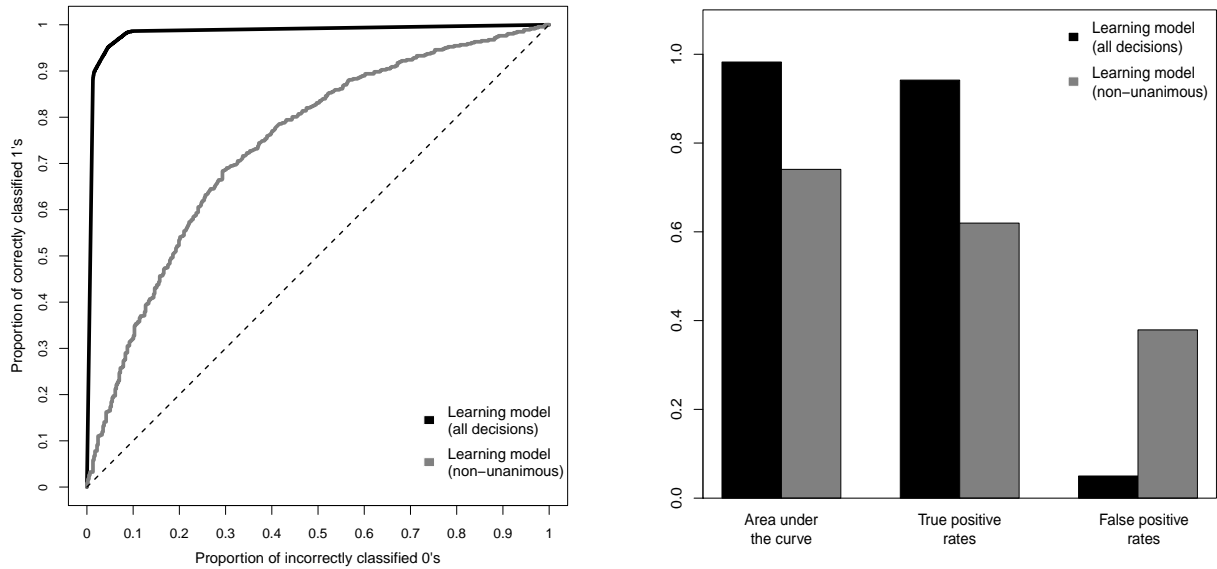 Proportion of correctly classified 1's
1
0.9
0.8
0.7
0.6
0.5
0.4
0.3
0.2
0.1
0
0 0.1 0.2 0.3 0.4 0.5 0.6 0.7 0.8 0.9 1
Proportion of incorrectly classified 0's
Learning model
(all decisions)
Learning model
(non−unanimous)
1.0
0.8
0.6
0.4
0.2
0.0
Learning model
(all decisions)
Learning model
(non−unanimous)
Area under
the curve
True positive
rates
False positive
rates